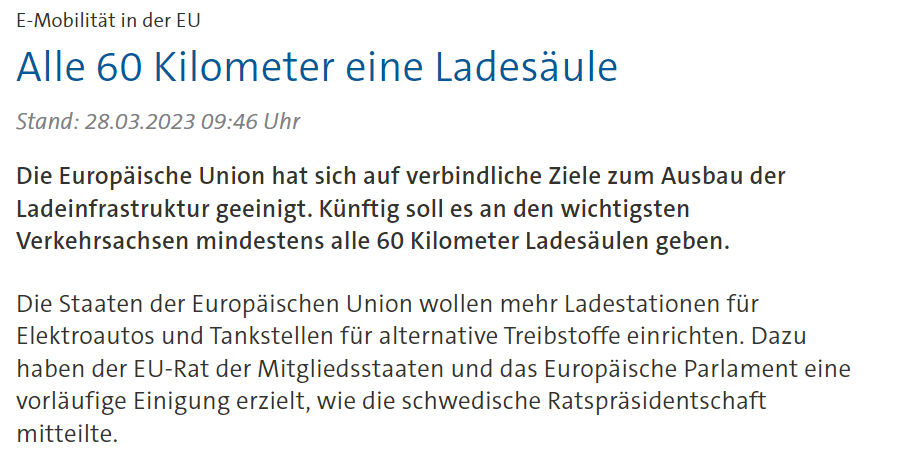 E-Mobilität in der EU
Alle 60 Kilometer eine Ladesäule
Stand: 28.03.2023 09:46 Uhr
Die Europäische Union hat sich auf verbindliche Ziele zum Ausbau der
Ladeinfrastruktur geeinigt. Künftig soll es an den wichtigsten
Verkehrsachsen mindestens alle 60 Kilometer Ladesäulen geben.
Die Staaten der Europäischen Union wollen mehr Ladestationen für
Elektroautos und Tankstellen für alternative Treibstoffe einrichten. Dazu
haben der EU-Rat der Mitgliedsstaaten und das Europäische Parlament eine
vorläufige Einigung erzielt, wie die schwedische Ratspräsidentschaft
mitteilte.